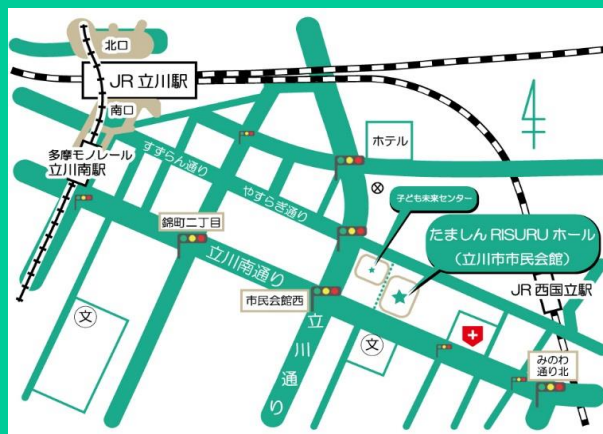 北口
JR 立川駅
南口
多摩モノレール
立川南駅
すずらん通り
やすらぎ通り
ホテル
子ども未来センター
たましん RISURU ホール
(立川市市民会館)
錦町二丁目
立川南通り
市民会館西
立川通り
JR 西国立駅
文
文
みのわ
通り北